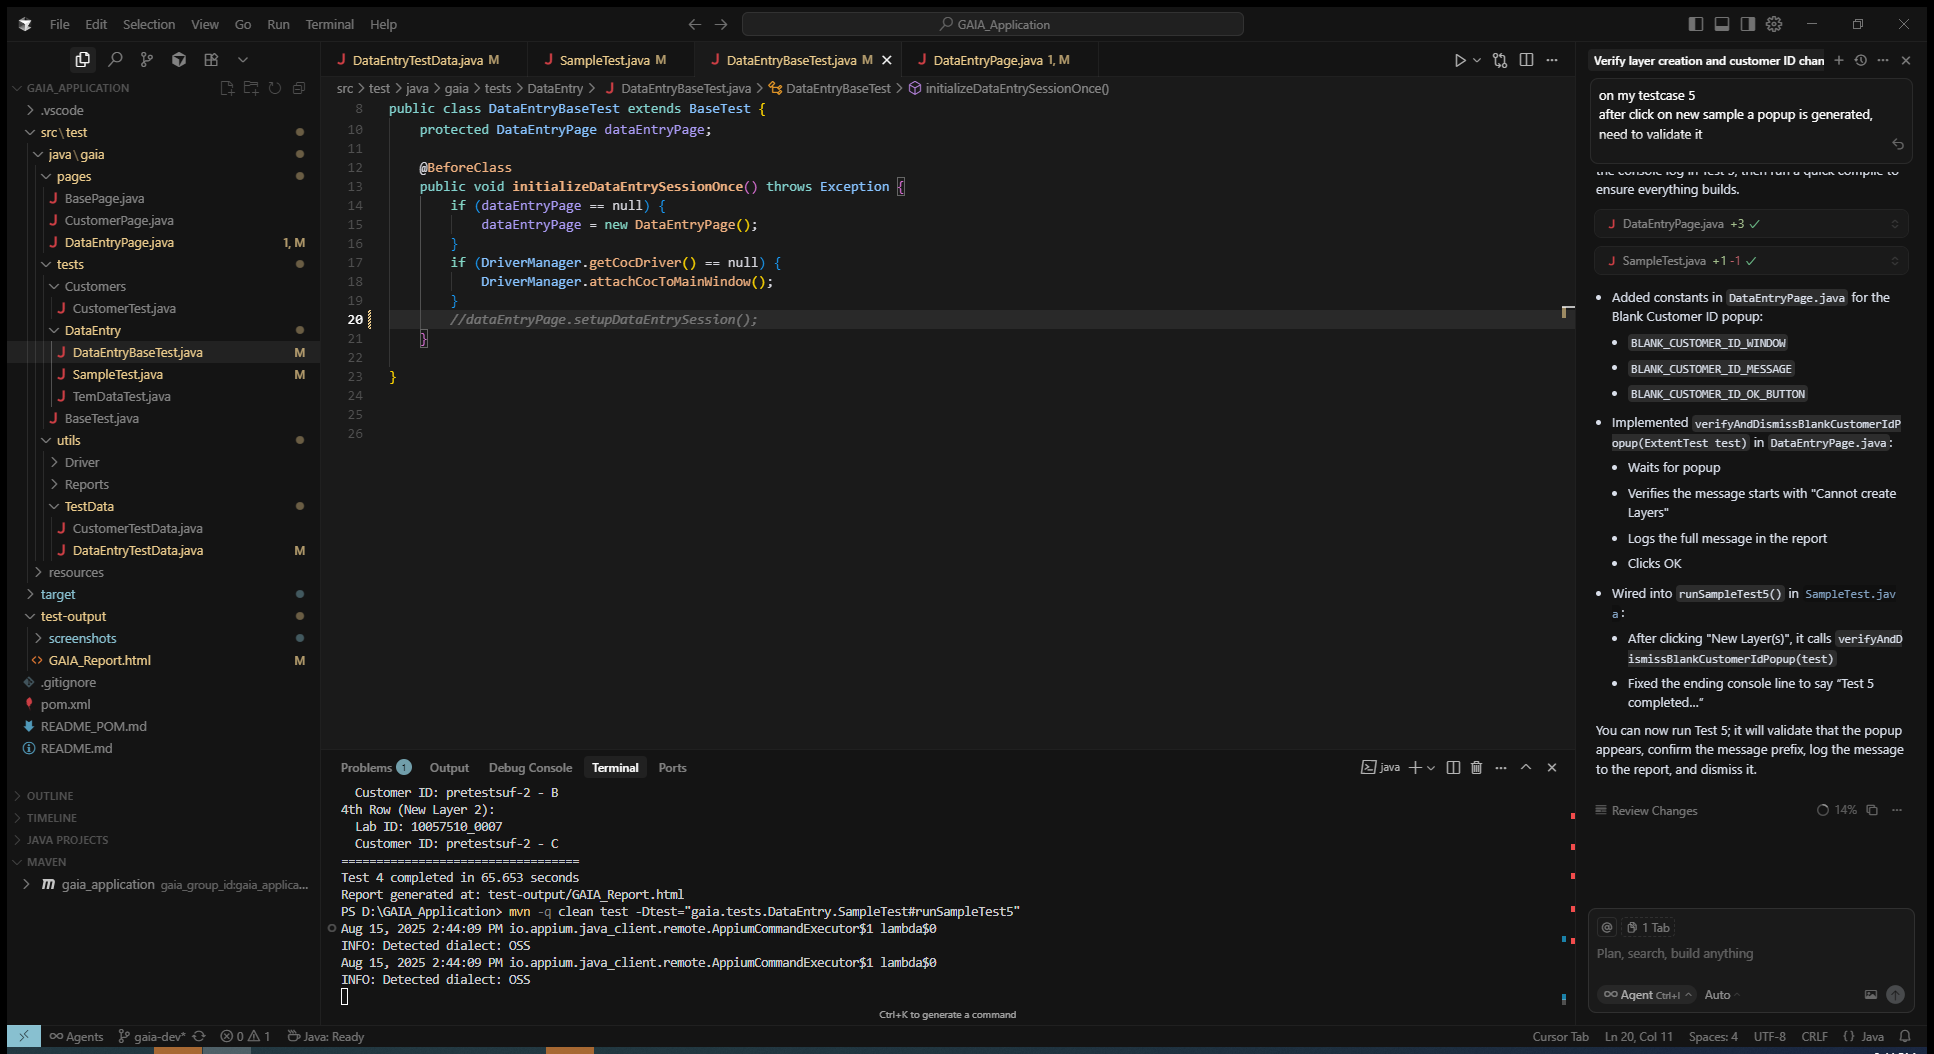 File Edit Selection View Go Run Terminal Help
GAIA_Application
DataEntryTestData.java M
SampleTest.java M
DataEntryBaseTest.java M
DataEntryPage.java 1, M
src > test > java > gaia > tests > DataEntry > DataEntryBaseTest.java > DataEntryBaseTest > initializeDataEntrySessionOnce()
GAIA_APPLICATION
.vscode
src\test
java\gaia
pages
BasePage.java
CustomerPage.java
DataEntryPage.java 1, M
tests
Customers
CustomerTest.java
DataEntry
DataEntryBaseTest.java M
SampleTest.java M
TemDataTest.java
BaseTest.java
utils
Driver
Reports
TestData
CustomerTestData.java
DataEntryTestData.java M
resources
target
test-output
screenshots
GAIA_Report.html M
.gitignore
pom.xml
README_POM.md
README.md
OUTLINE
TIMELINE
JAVA PROJECTS
MAVEN
gaia_application gaia_group_id:gaia_applica...
8 public class DataEntryBaseTest extends BaseTest {
10 protected DataEntryPage dataEntryPage;
11
12 @BeforeClass
13 public void initializeDataEntrySessionOnce() throws Exception {
14 if (dataEntryPage == null) {
15 dataEntryPage = new DataEntryPage();
16 }
17 if (DriverManager.getCocDriver() == null) {
18 DriverManager.attachCocToMainWindow();
19 }
20 //dataEntryPage.setupDataEntrySession();
21 }
22
23 }
24
25
26
Problems 1 Output Debug Console Terminal Ports
java
Customer ID: pretestsuf-2 - B
4th Row (New Layer 2):
Lab ID: 10057510_0007
Customer ID: pretestsuf-2 - C
===================================
Test 4 completed in 65.653 seconds
Report generated at: test-output/GAIA_Report.html
PS D:\GAIA_Application> mvn -q clean test -Dtest="gaia.tests.DataEntry.SampleTest#runSampleTest5"
Aug 15, 2025 2:44:09 PM io.appium.java_client.remote.AppiumCommandExecutor$1 lambda$0
INFO: Detected dialect: OSS
Aug 15, 2025 2:44:09 PM io.appium.java_client.remote.AppiumCommandExecutor$1 lambda$0
INFO: Detected dialect: OSS
Ctrl+K to generate a command
Verify layer creation and customer ID chan
on my testcase 5
after click on new sample a popup is generated,
need to validate it
ensure everything builds.
DataEntryPage.java +3
SampleTest.java +1 -1
• Added constants in DataEntryPage.java for the
Blank Customer ID popup:
• BLANK_CUSTOMER_ID_WINDOW
• BLANK_CUSTOMER_ID_MESSAGE
• BLANK_CUSTOMER_ID_OK_BUTTON
• Implemented verifyAndDismissBlankCustomerIdP
opup(ExtentTest test) in DataEntryPage.java:
• Waits for popup
• Verifies the message starts with "Cannot create
Layers"
• Logs the full message in the report
• Clicks OK
• Wired into runSampleTest5() in SampleTest.jav
a:
• After clicking "New Layer(s)", it calls verifyAndD
ismissBlankCustomerIdPopup(test)
• Fixed the ending console line to say “Test 5
completed...”
You can now run Test 5; it will validate that the popup
appears, confirm the message prefix, log the message
to the report, and dismiss it.
Review Changes 14%
@ 1 Tab
Plan, search, build anything
Agent Ctrl+I Auto
Agents gaia-dev* 0 1 Java: Ready
Cursor Tab Ln 20, Col 11 Spaces: 4 UTF-8 CRLF {} Java